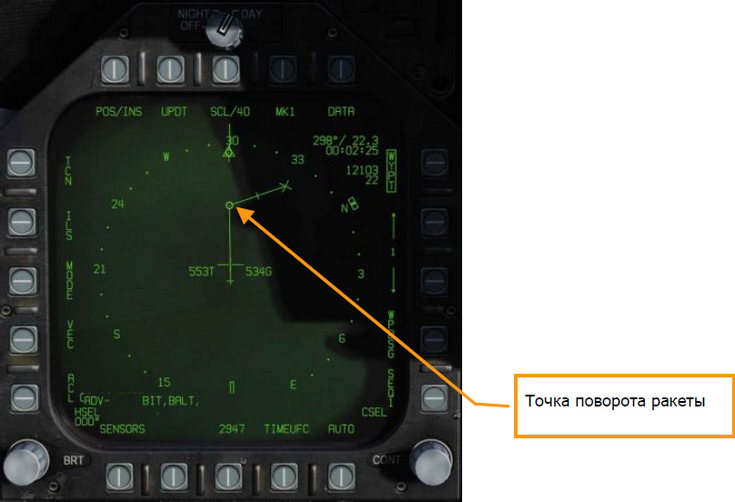 NIGHT DAY
OFF
POS/INS UPDT SCL/40 MK1 DATA
30
298°/ 22.3
00:02:25
W
33
12103
22
ICN
WYPT
24
N
ILS
1
21
553T 534G
3
MODE
VEC
WPDSG
S
6
15
E
ACL
SEQ1
ADV- BIT,BALT,
HSEL
000°
CSEL
SENSORS 2947 TIMEUFC AUTO
BRT
CONT
Точка поворота ракеты